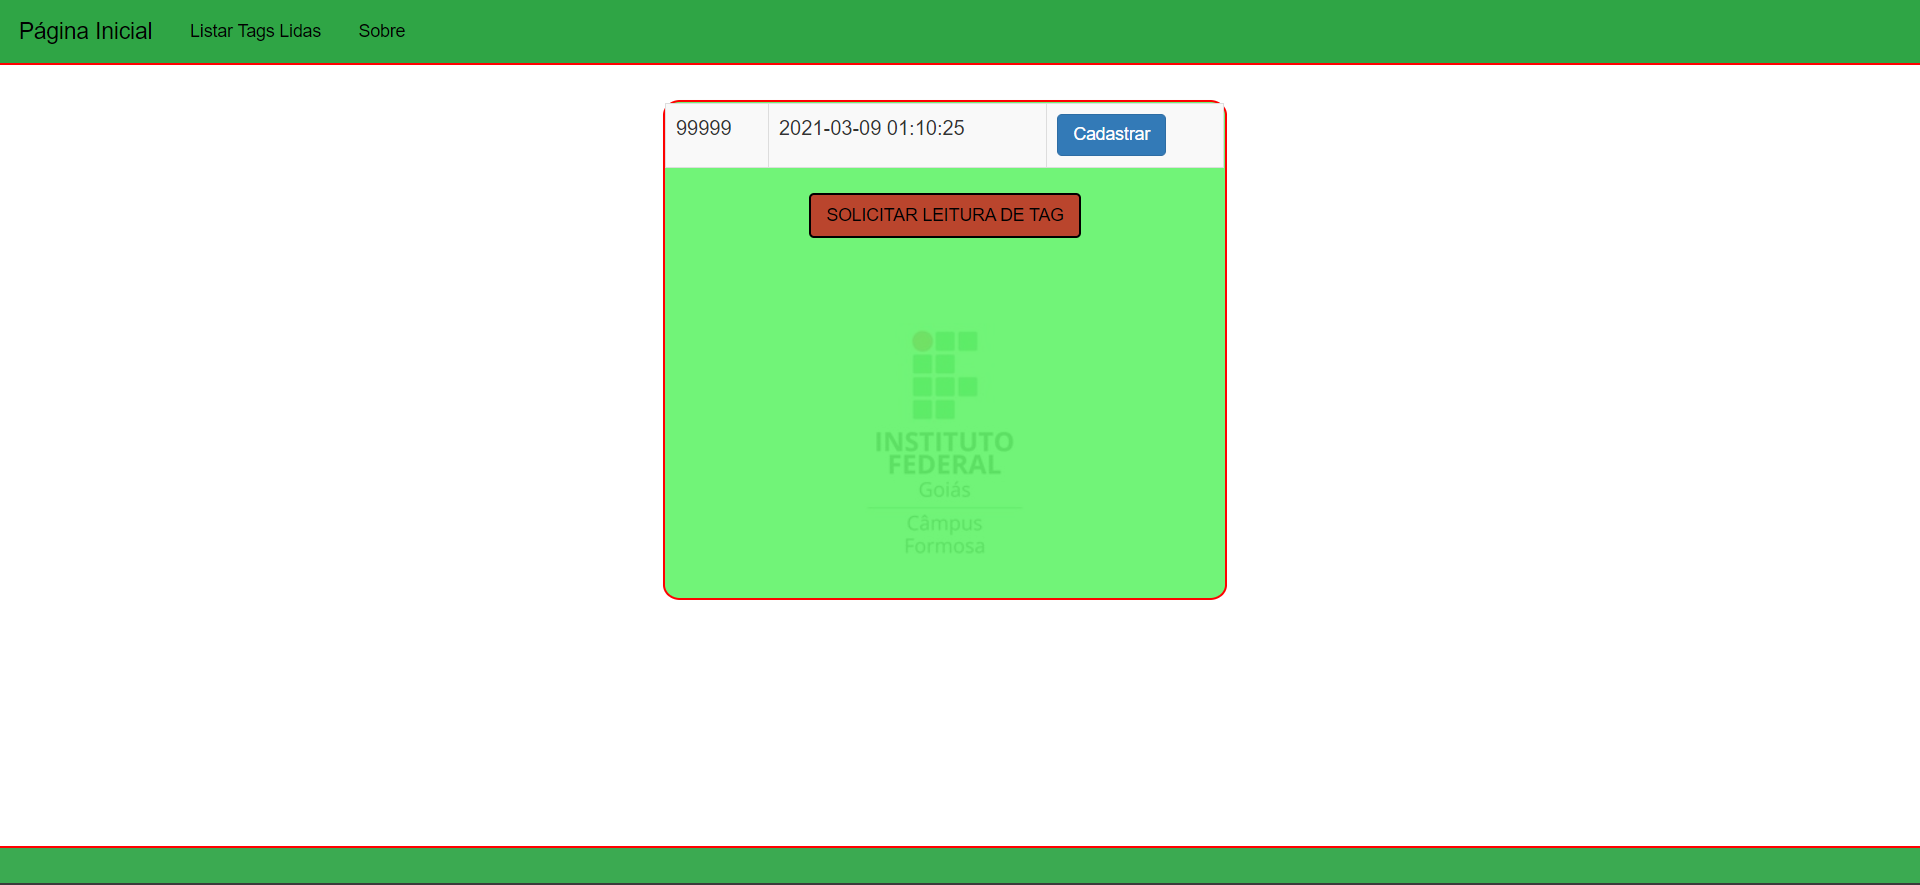 Página Inicial Listar Tags Lidas Sobre
99999 2021-03-09 01:10:25 Cadastrar
SOLICITAR LEITURA DE TAG
INSTITUTO
FEDERAL
Goiás
Câmpus
Formosa